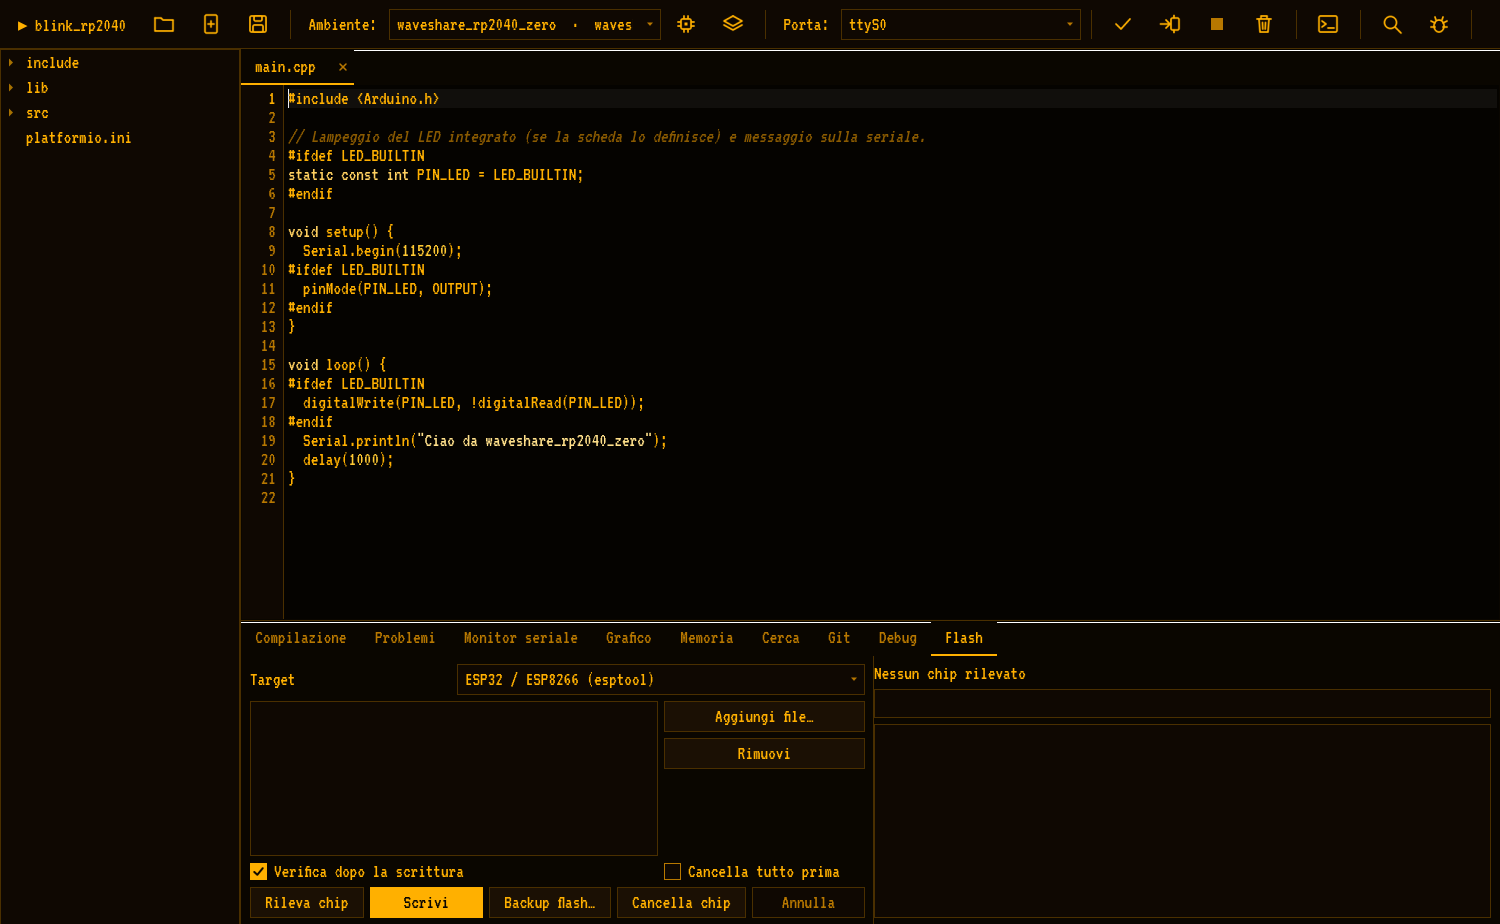 ▶ blink_rp2040
Ambiente:
waveshare_rp2040_zero · waves
Porta:
ttyS0
include
lib
src
platformio.ini
main.cpp ×
1 #include <Arduino.h>
2
3 // Lampeggio del LED integrato (se la scheda lo definisce) e messaggio sulla seriale.
4 #ifdef LED_BUILTIN
5 static const int PIN_LED = LED_BUILTIN;
6 #endif
7
8 void setup() {
9   Serial.begin(115200);
10 #ifdef LED_BUILTIN
11   pinMode(PIN_LED, OUTPUT);
12 #endif
13 }
14
15 void loop() {
16 #ifdef LED_BUILTIN
17   digitalWrite(PIN_LED, !digitalRead(PIN_LED));
18 #endif
19   Serial.println("Ciao da waveshare_rp2040_zero");
20   delay(1000);
21 }
22
Compilazione Problemi Monitor seriale Grafico Memoria Cerca Git Debug Flash
Target
ESP32 / ESP8266 (esptool)
Nessun chip rilevato
Aggiungi file…
Rimuovi
Verifica dopo la scrittura
Cancella tutto prima
Rileva chip
Scrivi
Backup flash…
Cancella chip
Annulla